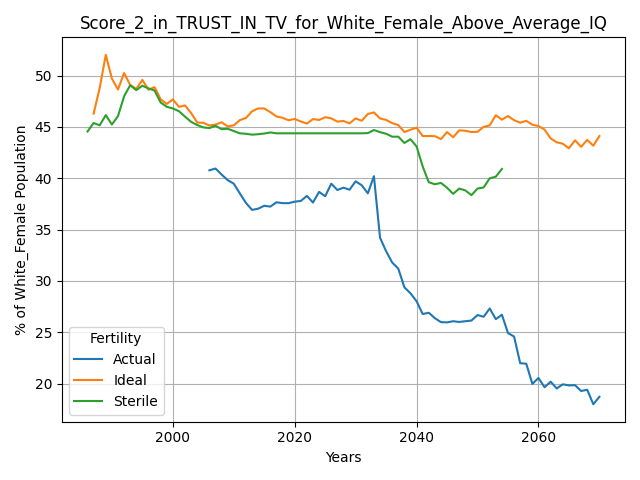 Score_2_in_TRUST_IN_TV_for_White_Female_Above_Average_IQ
% of White_Female Population
50
45
40
35
30
25
20
Fertility
Actual
Ideal
Sterile
2000
2020
2040
2060
Years